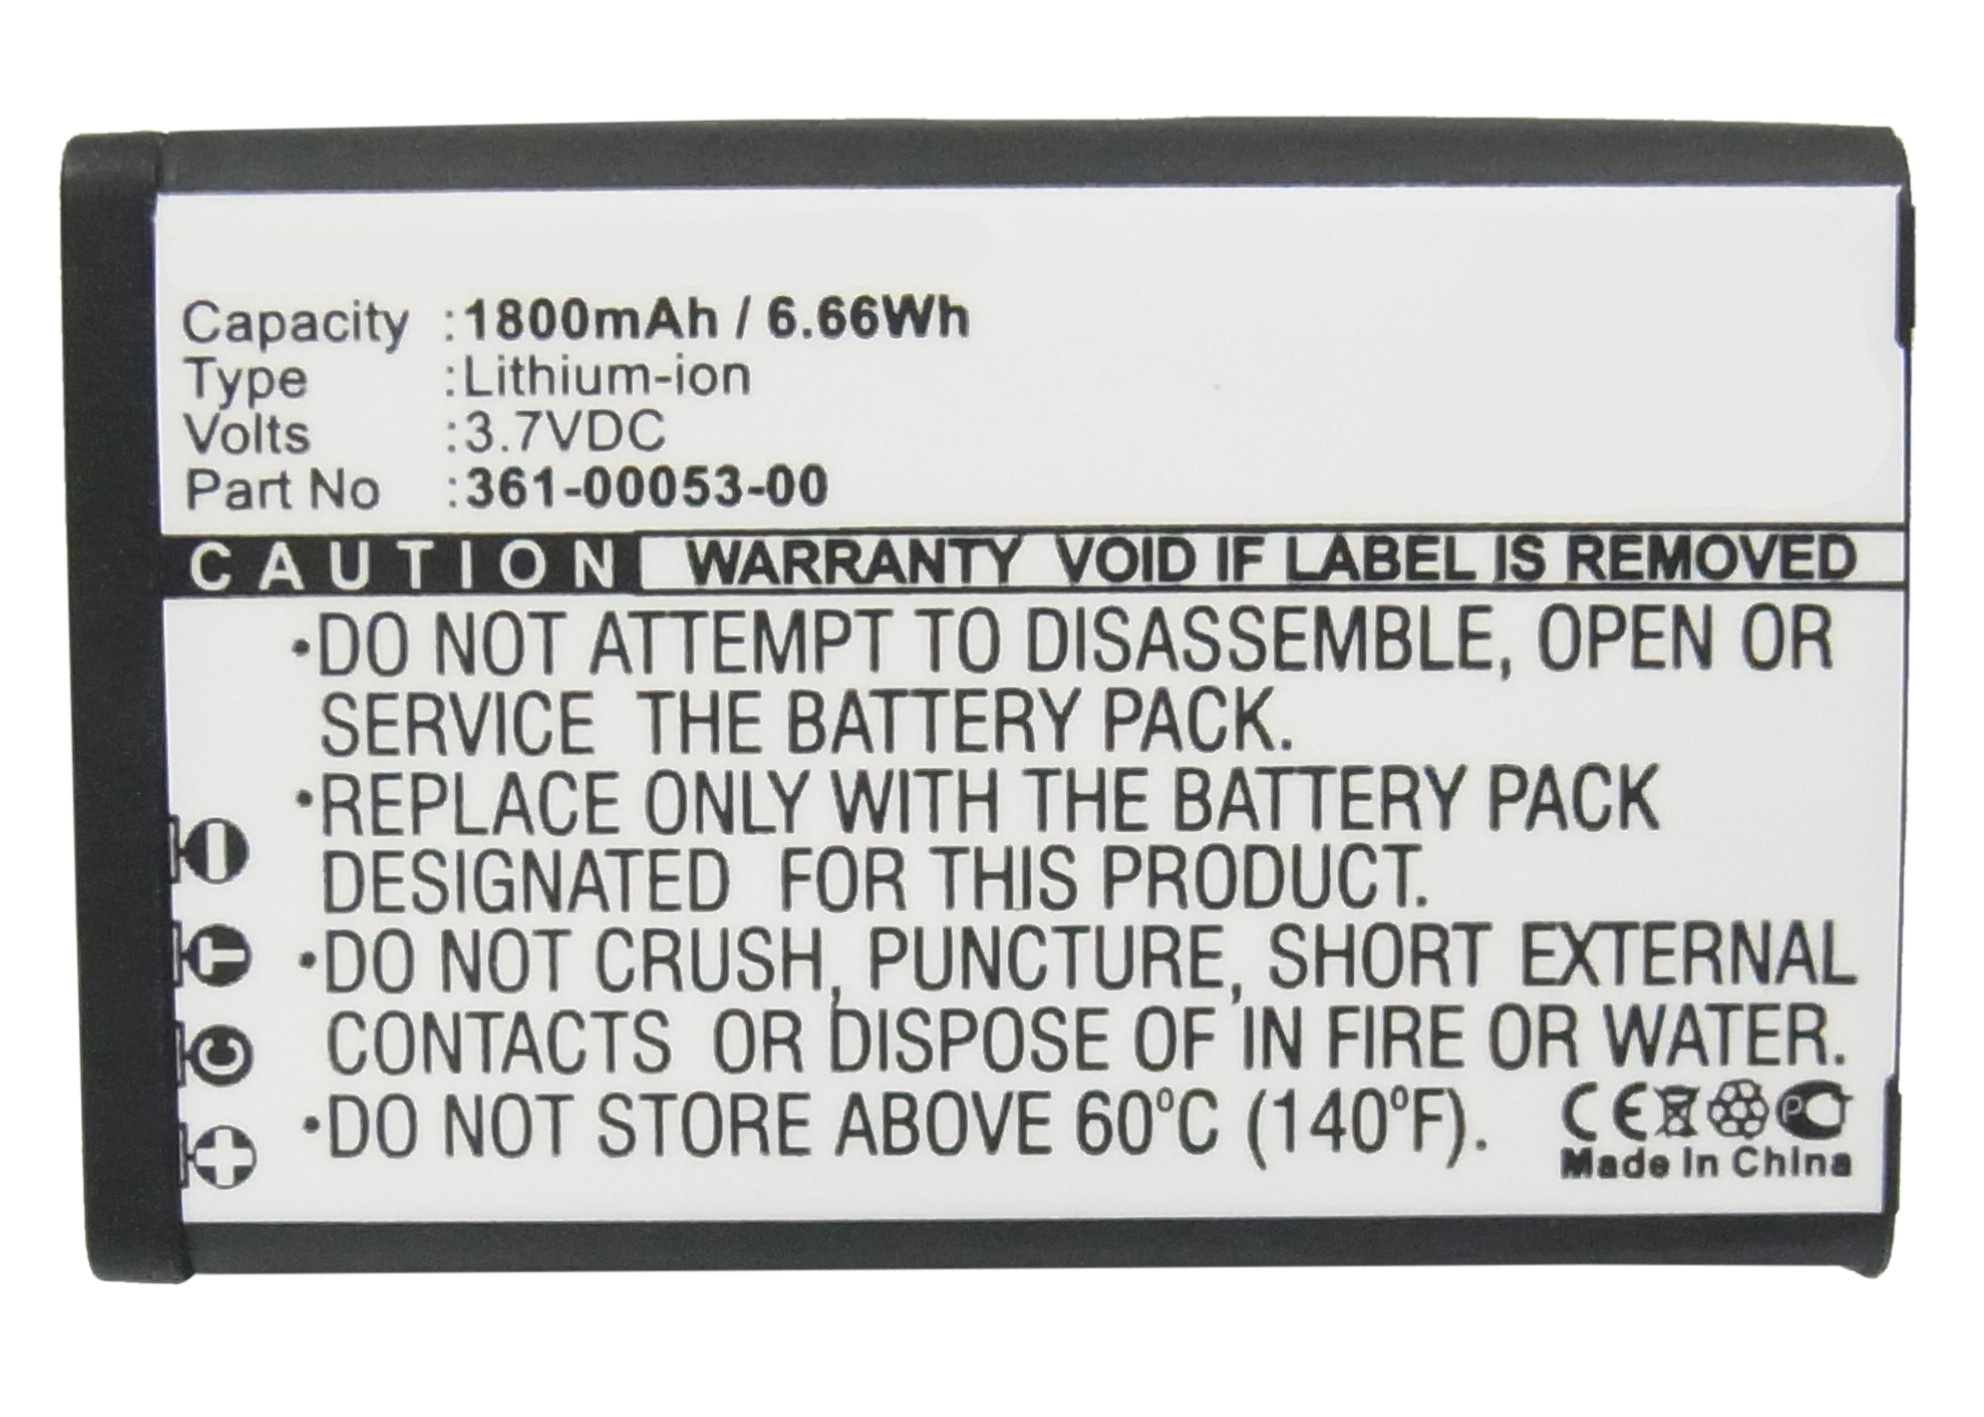 Capacity :1800mAh / 6.66Wh
Type :Lithium-ion
Volts :3.7VDC
Part No :361-00053-00
CAUTION WARRANTY VOID IF LABEL IS REMOVED
•DO NOT ATTEMPT TO DISASSEMBLE, OPEN OR
SERVICE THE BATTERY PACK.
•REPLACE ONLY WITH THE BATTERY PACK
DESIGNATED FOR THIS PRODUCT.
•DO NOT CRUSH, PUNCTURE, SHORT EXTERNAL
CONTACTS OR DISPOSE OF IN FIRE OR WATER.
•DO NOT STORE ABOVE 60°C (140°F).
- 
T
C
+
CE PC
Made In China